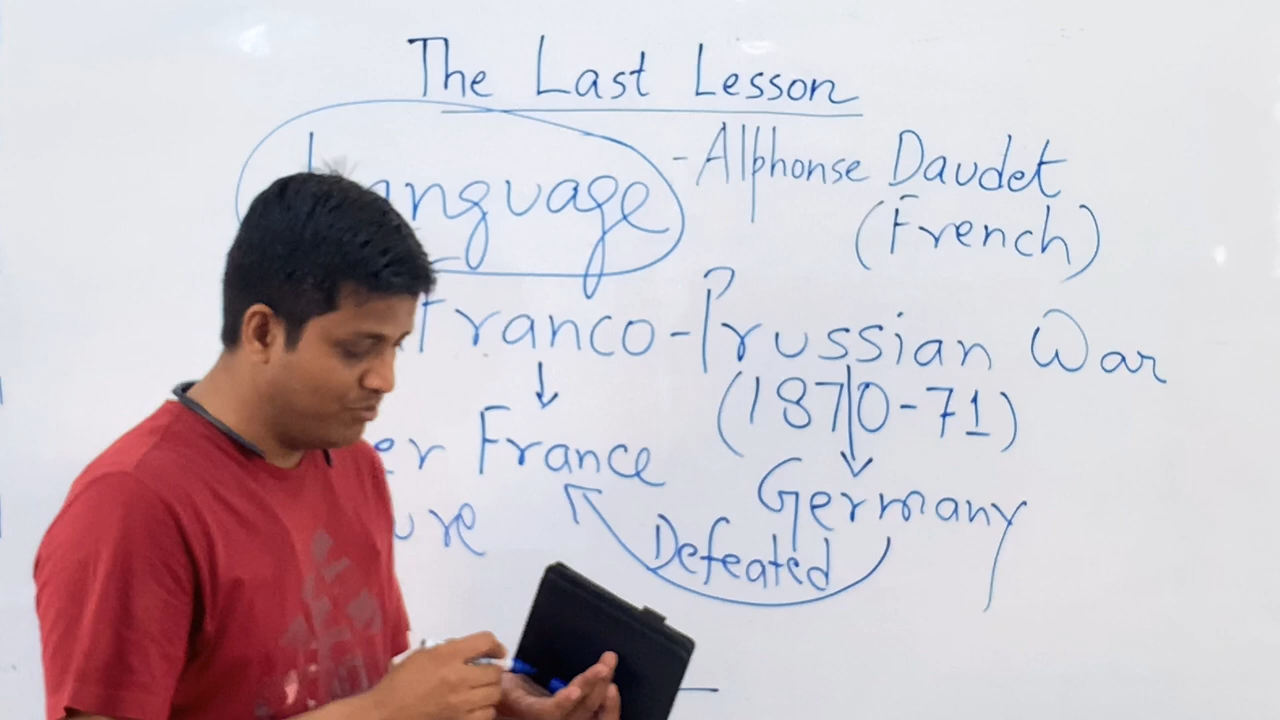 The Last Lesson
Language
- Alphonse Daudet
(French)
Franco-Prussian War
(1870-71)
France
Germany
Defeated